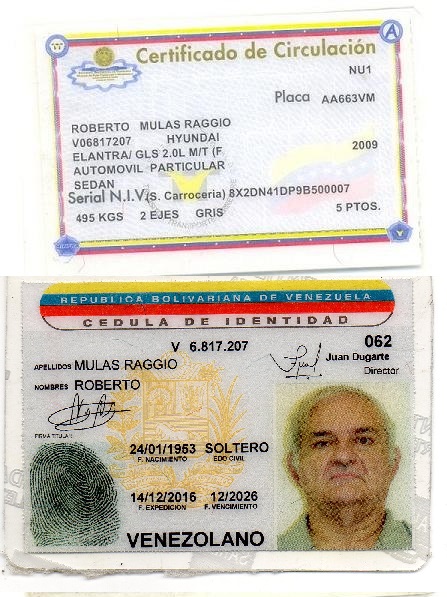 Certificado de Circulación
NU1
Placa AA663VM
ROBERTO MULAS RAGGIO
V06817207 HYUNDAI
ELANTRA/ GLS 2.0L M/T (F 2009
AUTOMOVIL PARTICULAR
SEDAN
Serial N.I.V.(S. Carroceria) 8X2DN41DP9B500007
495 KGS 2 EJES GRIS 5 PTOS.
REPUBLICA BOLIVARIANA DE VENEZUELA
CEDULA DE IDENTIDAD
V 6.817.207 062
Juan Dugarte
Director
APELLIDOS MULAS RAGGIO
NOMBRES ROBERTO
FIRMA TITULAR
24/01/1953 SOLTERO
F. NACIMIENTO EDO CIVIL
14/12/2016 12/2026
F. EXPEDICION F. VENCIMIENTO
VENEZOLANO